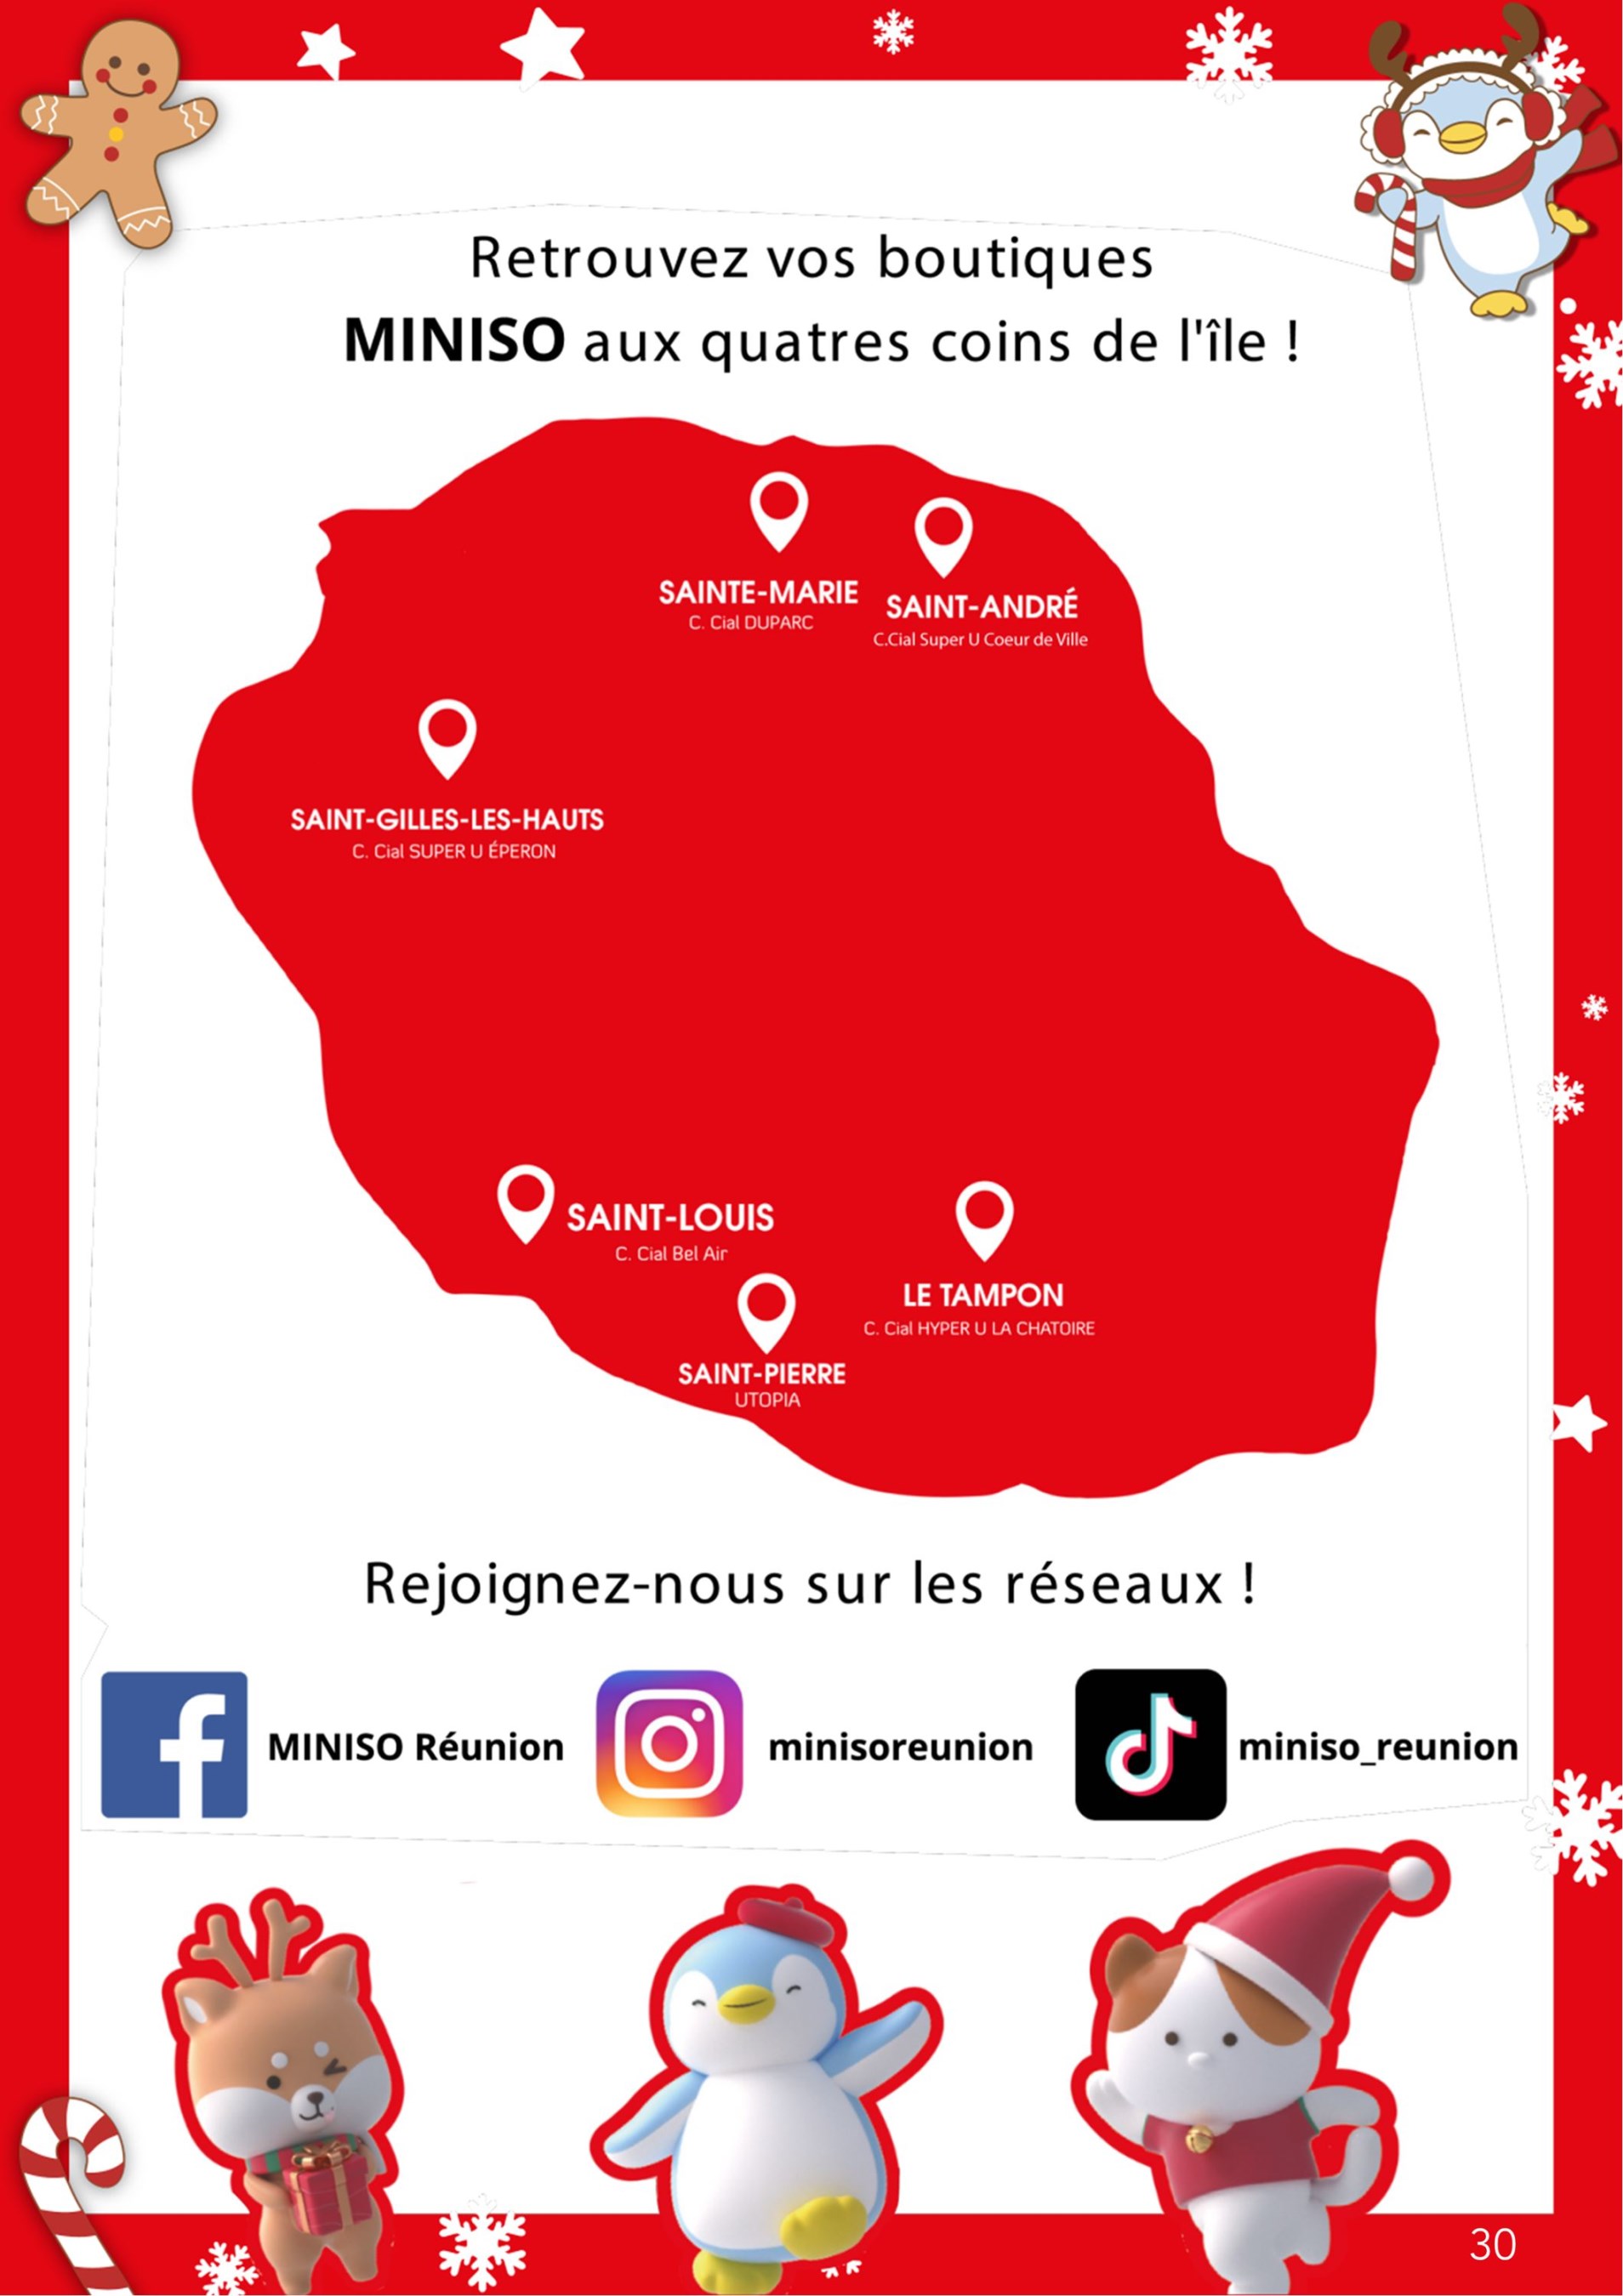 Retrouvez vos boutiques
MINISO aux quatres coins de l'île !
SAINTE-MARIE
C. Cial DUPARC
SAINT-ANDRÉ
C.Cial Super U Coeur de Ville
SAINT-GILLES-LES-HAUTS
C. Cial SUPER U ÉPERON
SAINT-LOUIS
C. Cial Bel Air
LE TAMPON
C. Cial HYPER U LA CHATOIRE
SAINT-PIERRE
UTOPIA
Rejoignez-nous sur les réseaux !
MINISO Réunion
minisoreunion
miniso_reunion
30